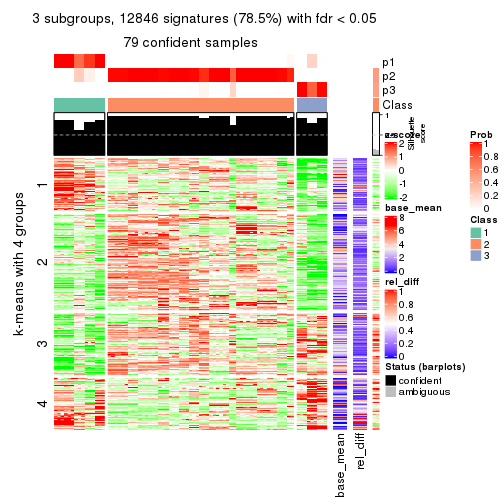 3 subgroups, 12846 signatures (78.5%) with fdr < 0.05
79 confident samples
p1
p2
p3
Class
1
Silhouette
score
k-means with 4 groups
1
2
3
4
z-score
2
1
0
-1
-2
base_mean
8
6
4
2
0
rel_diff
1
0.8
0.6
0.4
0.2
0
Status (barplots)
confident
ambiguous
Prob
1
0.8
0.6
0.4
0.2
0
Class
1
2
3
base_mean
rel_diff